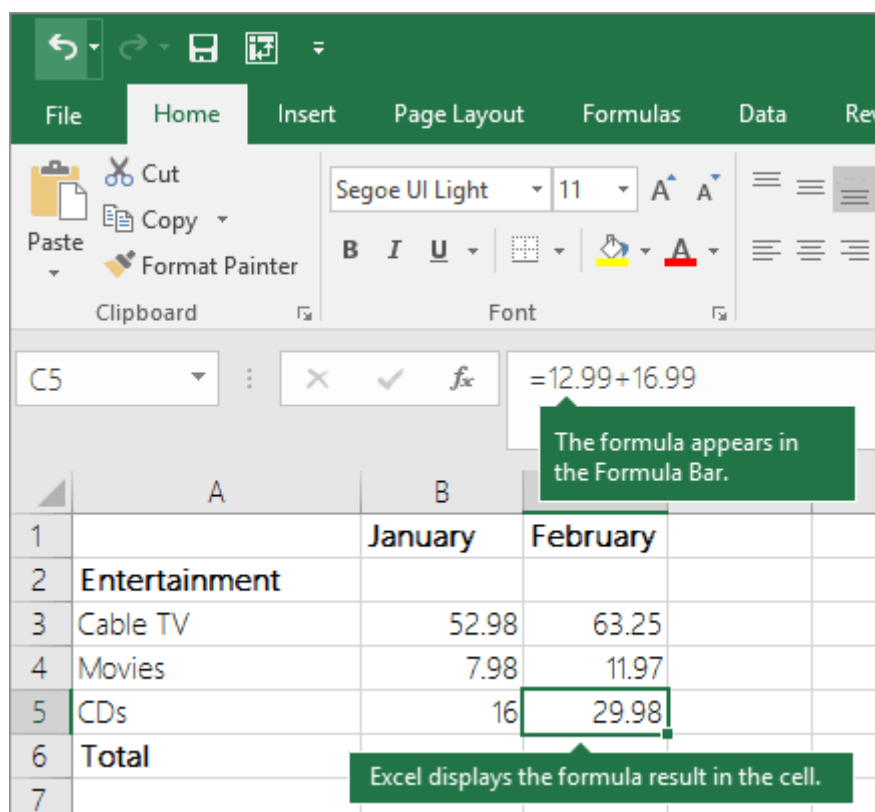 File Home Insert Page Layout Formulas Data Rev
Cut
Copy
Paste
Format Painter
Clipboard
Segoe UI Light 11 A A
B I U A
Font
C5 fx =12.99+16.99
The formula appears in
the Formula Bar.
A B
1 January February
2 Entertainment
3 Cable TV 52.98 63.25
4 Movies 7.98 11.97
5 CDs 16 29.98
6 Total
Excel displays the formula result in the cell.
7